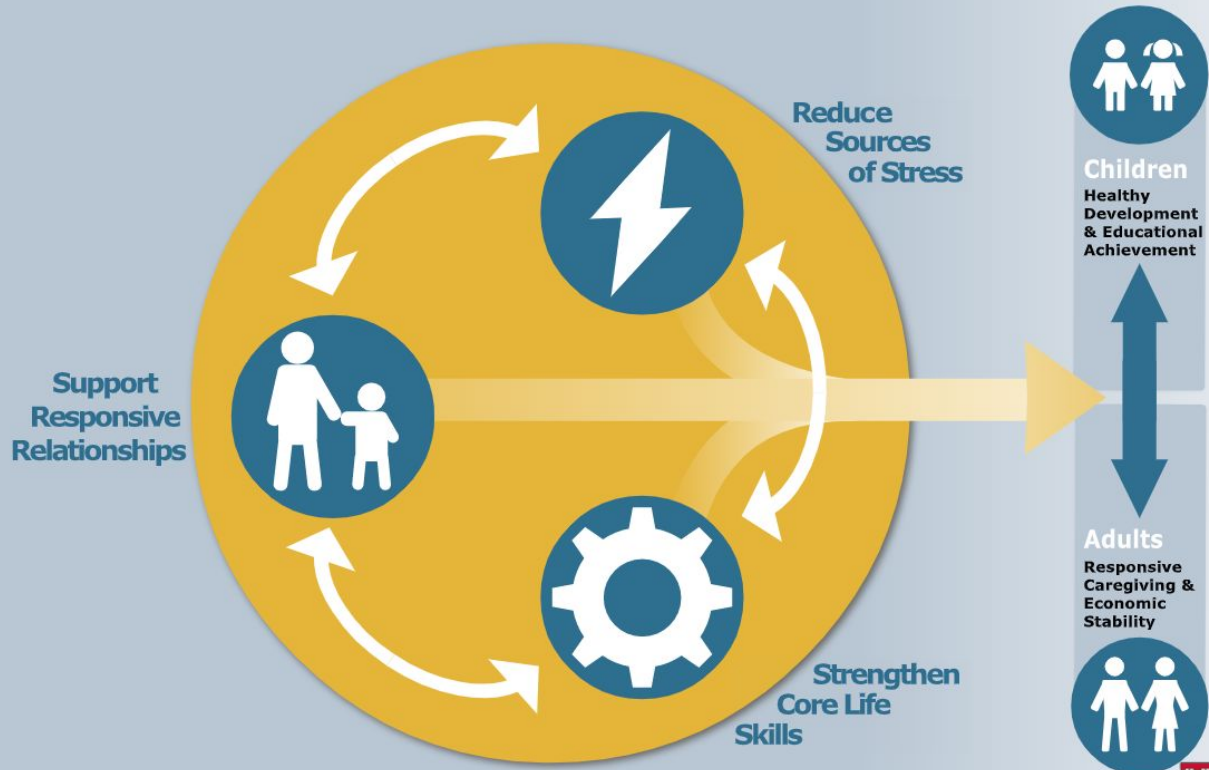 Reduce
Sources
of Stress
Support
Responsive
Relationships
Strengthen
Core Life
Skills
Children
Healthy
Development
& Educational
Achievement
Adults
Responsive
Caregiving &
Economic
Stability